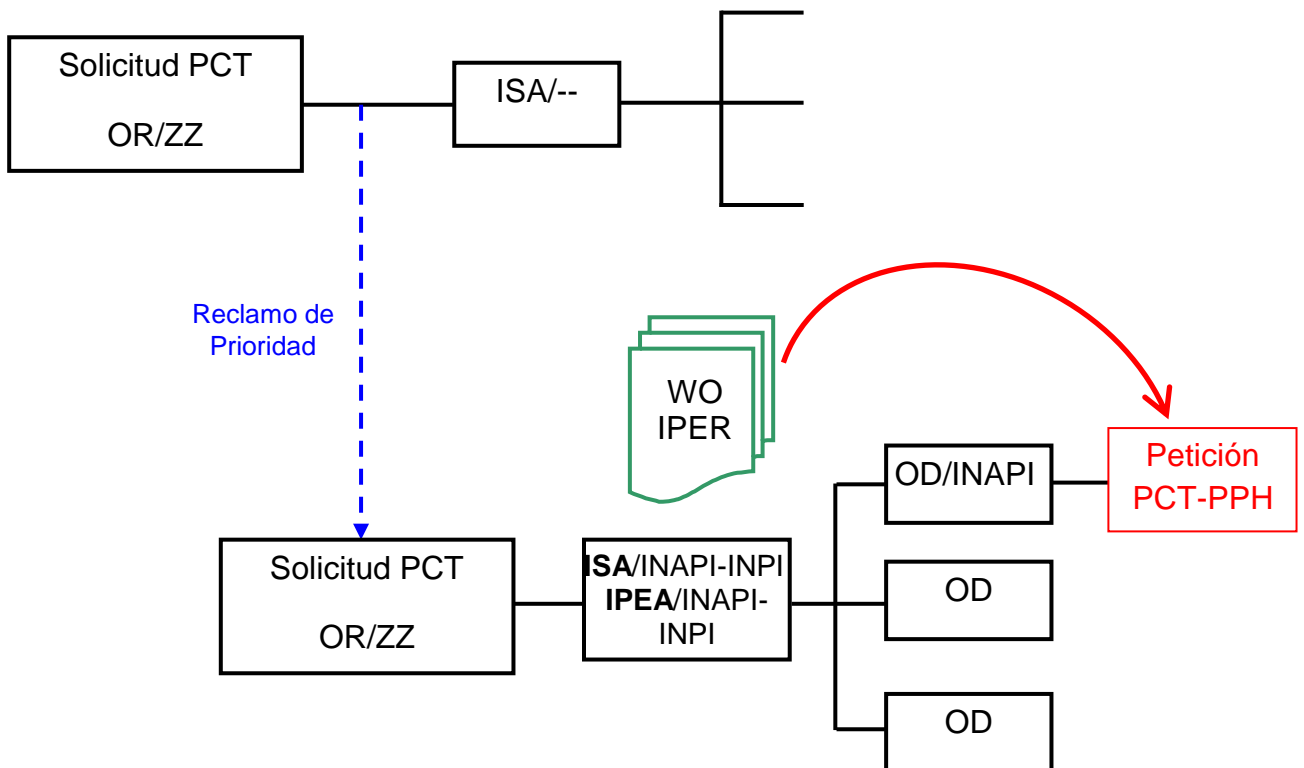 Solicitud PCT
OR/ZZ
ISA/--
Reclamo de
Prioridad
WO
IPER
OD/INAPI
Petición
PCT-PPH
Solicitud PCT
OR/ZZ
ISA/INAPI-INPI
IPEA/INAPI-
INPI
OD
OD